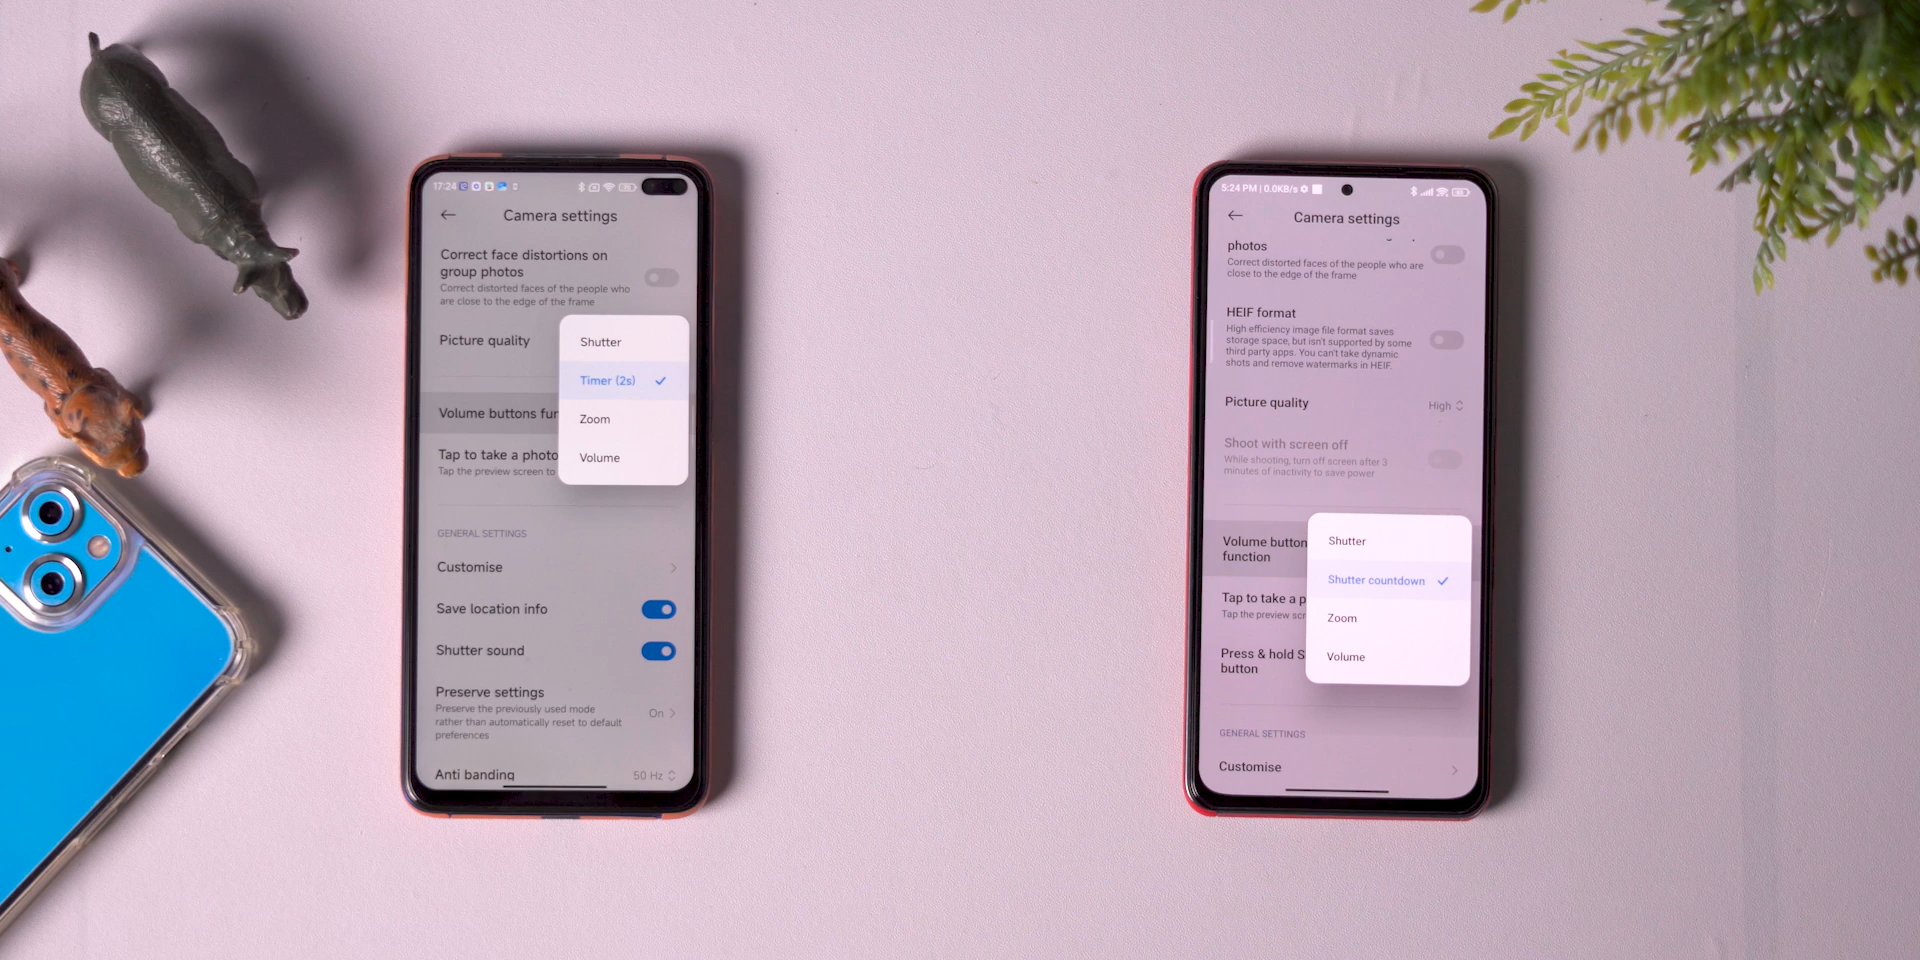 17:24
Camera settings
Correct face distortions on
group photos
Correct distorted faces of the people who
are close to the edge of the frame
Picture quality
Shutter
Timer (2s)
Zoom
Volume
Volume buttons fun
Tap to take a photo
Tap the preview screen to
GENERAL SETTINGS
Customise
Save location info
Shutter sound
Preserve settings
Preserve the previously used mode
rather than automatically reset to default
preferences
On
Anti banding
50 Hz
5:24 PM | 0.0KB/s
Camera settings
photos
Correct distorted faces of the people who are
close to the edge of the frame
HEIF format
High efficiency image file format saves
storage space, but isn't supported by some
third party apps. You can't take dynamic
shots and remove watermarks in HEIF.
Picture quality
High
Shoot with screen off
While shooting, turn off screen after 3
minutes of inactivity to save power
Volume button
function
Shutter
Shutter countdown
Zoom
Volume
Tap to take a p
Tap the preview scr
Press & hold S
button
GENERAL SETTINGS
Customise